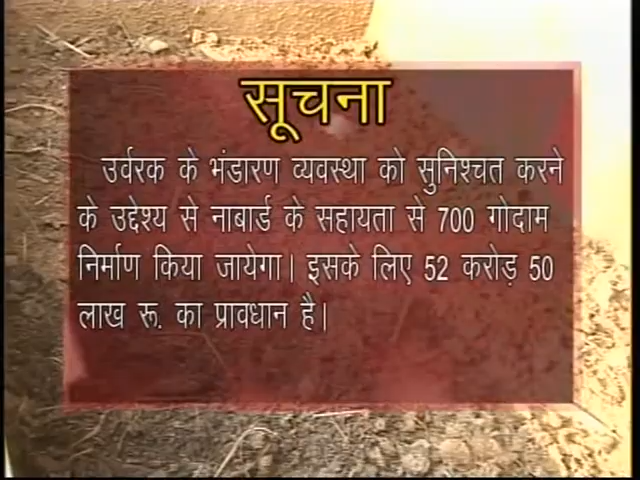 सूचना
उर्वरक के भंडारण व्यवस्था को सुनिश्चत करने
के उद्देश्य से नाबार्ड के सहायता से 700 गोदाम
निर्माण किया जायेगा। इसके लिए 52 करोड़ 50
लाख रू. का प्रावधान है।